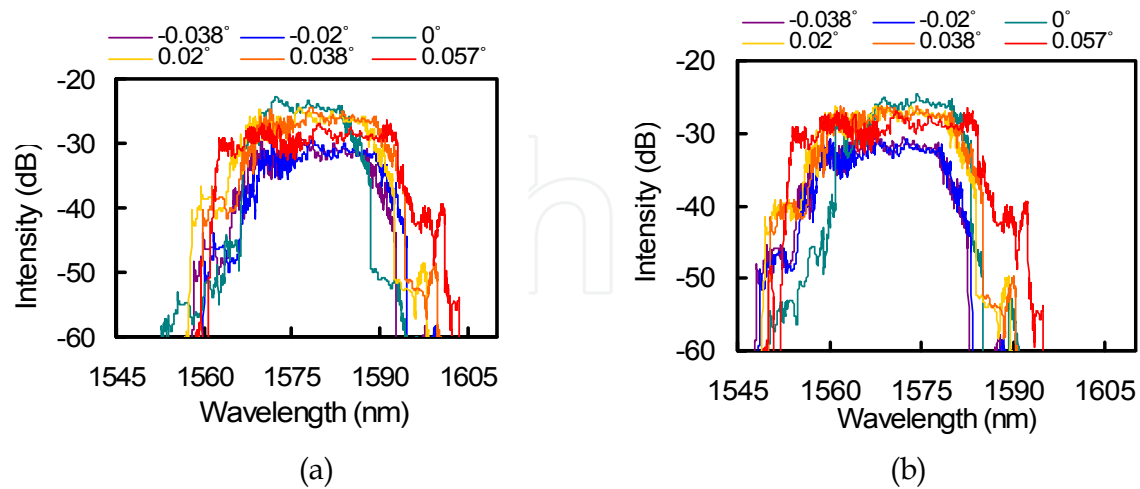 -0.038° -0.02° 0°
0.02° 0.038° 0.057°
-20
-30
-40
-50
-60
Intensity (dB)
1545 1560 1575 1590 1605
Wavelength (nm)
(a)
-0.038° -0.02° 0°
0.02° 0.038° 0.057°
-20
-30
-40
-50
-60
Intensity (dB)
1545 1560 1575 1590 1605
Wavelength (nm)
(b)